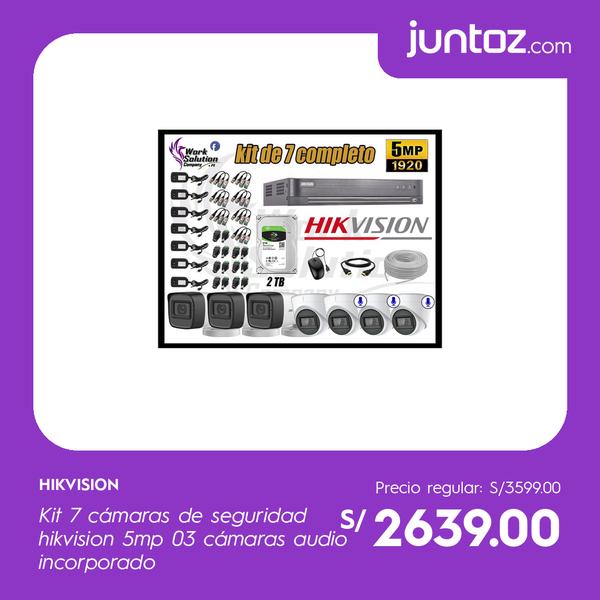 juntoz.com
Work
Solution
Company
kit de 7 completo
5MP
1920
HIKVISION
2 TB
HIKVISION
Precio regular: S/3599.00
Kit 7 cámaras de seguridad
hikvision 5mp 03 cámaras audio
incorporado
S/ 2639.00